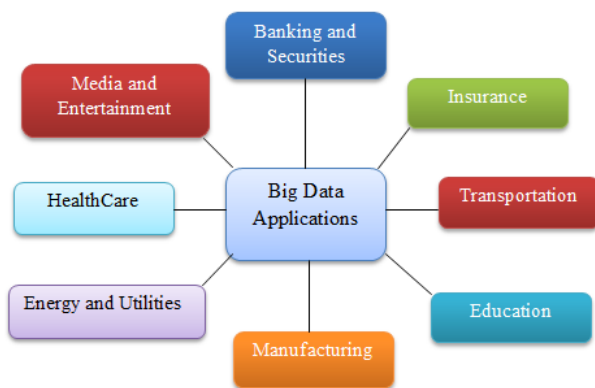 Banking and
Securities
Media and
Entertainment
Insurance
HealthCare
Big Data
Applications
Transportation
Energy and Utilities
Education
Manufacturing